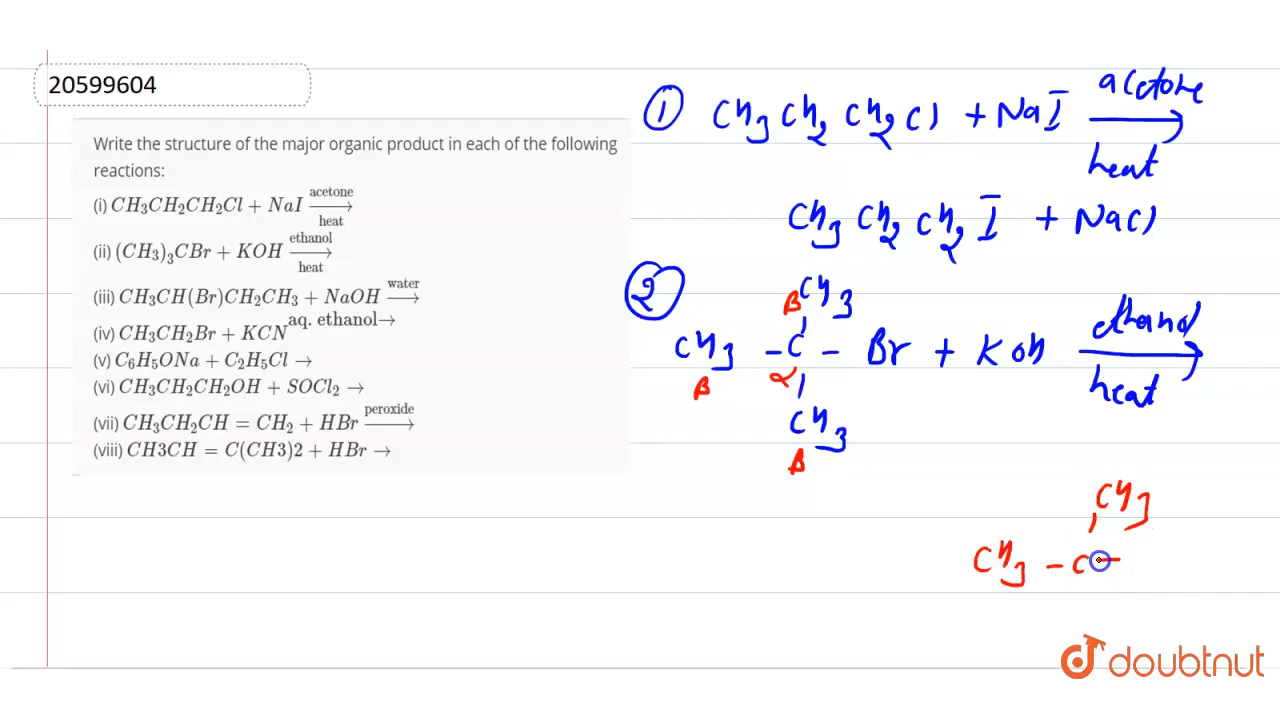 20599604
Write the structure of the major organic product in each of the following
reactions:
(i) CH₃CH₂CH₂Cl + NaI acetone⟶heat
(ii) (CH₃)₃CBr + KOH ethanol⟶heat
(iii) CH₃CH(Br)CH₂CH₃ + NaOH water⟶
(iv) CH₃CH₂Br + KCN aq. ethanol→
(v) C₆H₅ONa + C₂H₅Cl →
(vi) CH₃CH₂CH₂OH + SOCl₂ →
(vii) CH₃CH₂CH = CH₂ + HBr peroxide⟶
(viii) CH3CH = C(CH3)2 + HBr →
① CH₃ CH₂ CH₂ Cl + NaI acetone⟶heat
CH₃ CH₂ CH₂ I + NaCl
②
β CH₃
CH₃ – C – Br + KOH ethanol⟶heat
β α
CH₃
β
CH₃
CH₃ – C –
doubtnut